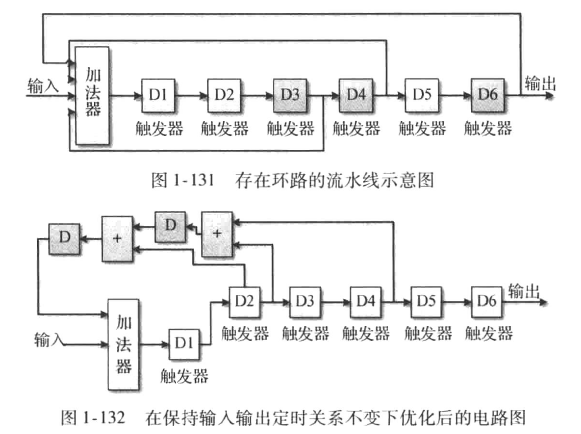 输入
加法器
D1
D2
D3
D4
D5
D6
输出
触发器
触发器
触发器
触发器
触发器
触发器
图 1-131 存在环路的流水线示意图
D
+
D
+
输入
加法器
D1
触发器
D2
D3
D4
D5
D6
输出
触发器
触发器
触发器
触发器
触发器
图 1-132 在保持输入输出定时关系不变下优化后的电路图